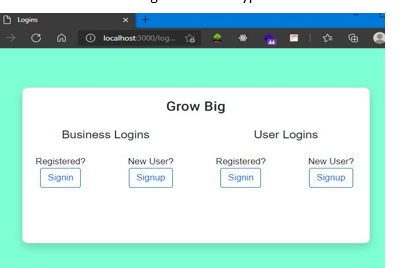 Logins
localhost:3000/log...
44
Grow Big
Business Logins
User Logins
Registered?
New User?
Registered?
New User?
Signin
Signup
Signin
Signup